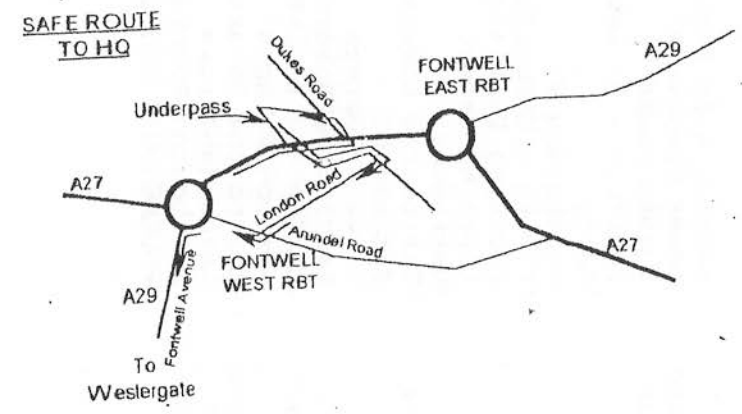 SAFE ROUTE
TO HQ
Dukes Road
FONTWELL
EAST RBT
A29
Underpass
A27
London Road
Arundel Road
FONTWELL
WEST RBT
A27
A29
Fontwell Avenue
To
Westergate